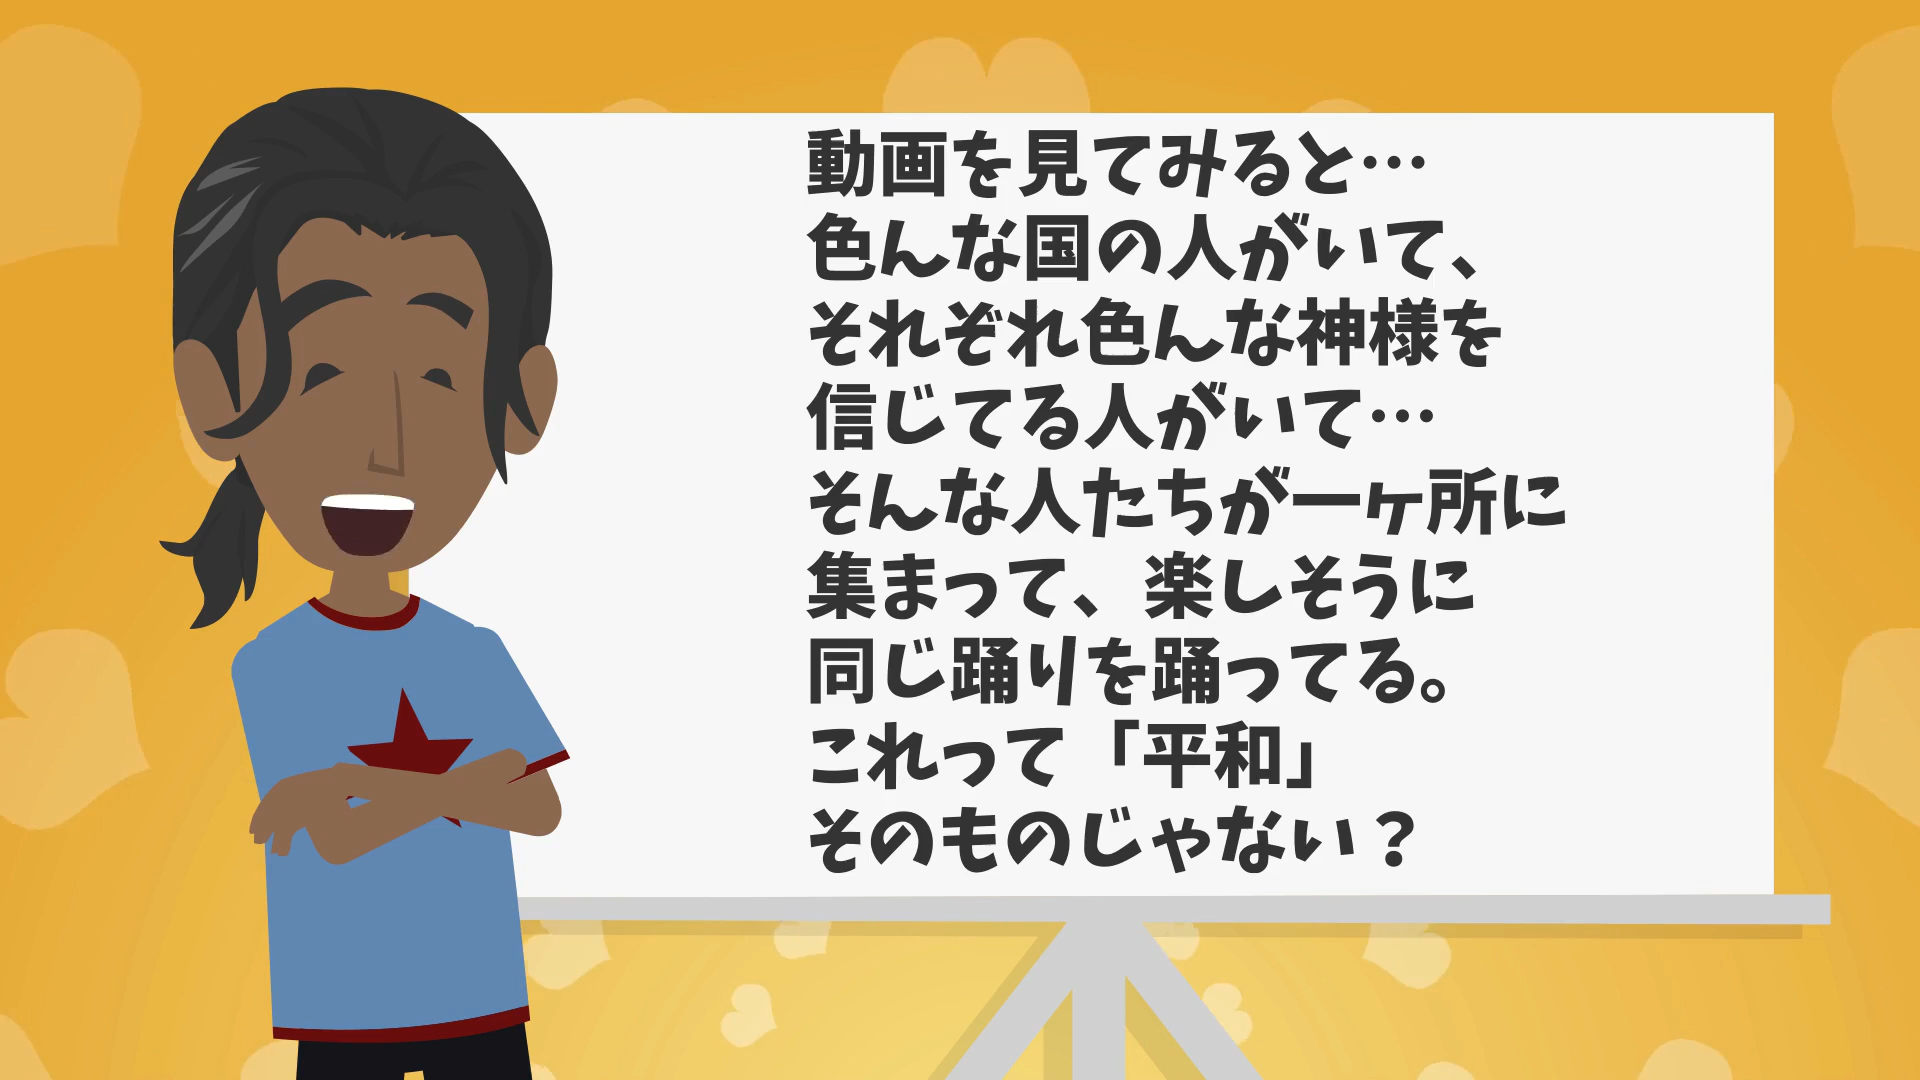 動画を見てみると…
色んな国の人がいて、
それぞれ色んな神様を
信じてる人がいて…
そんな人たちが一ヶ所に
集まって、楽しそうに
同じ踊りを踊ってる。
これって「平和」
そのものじゃない？